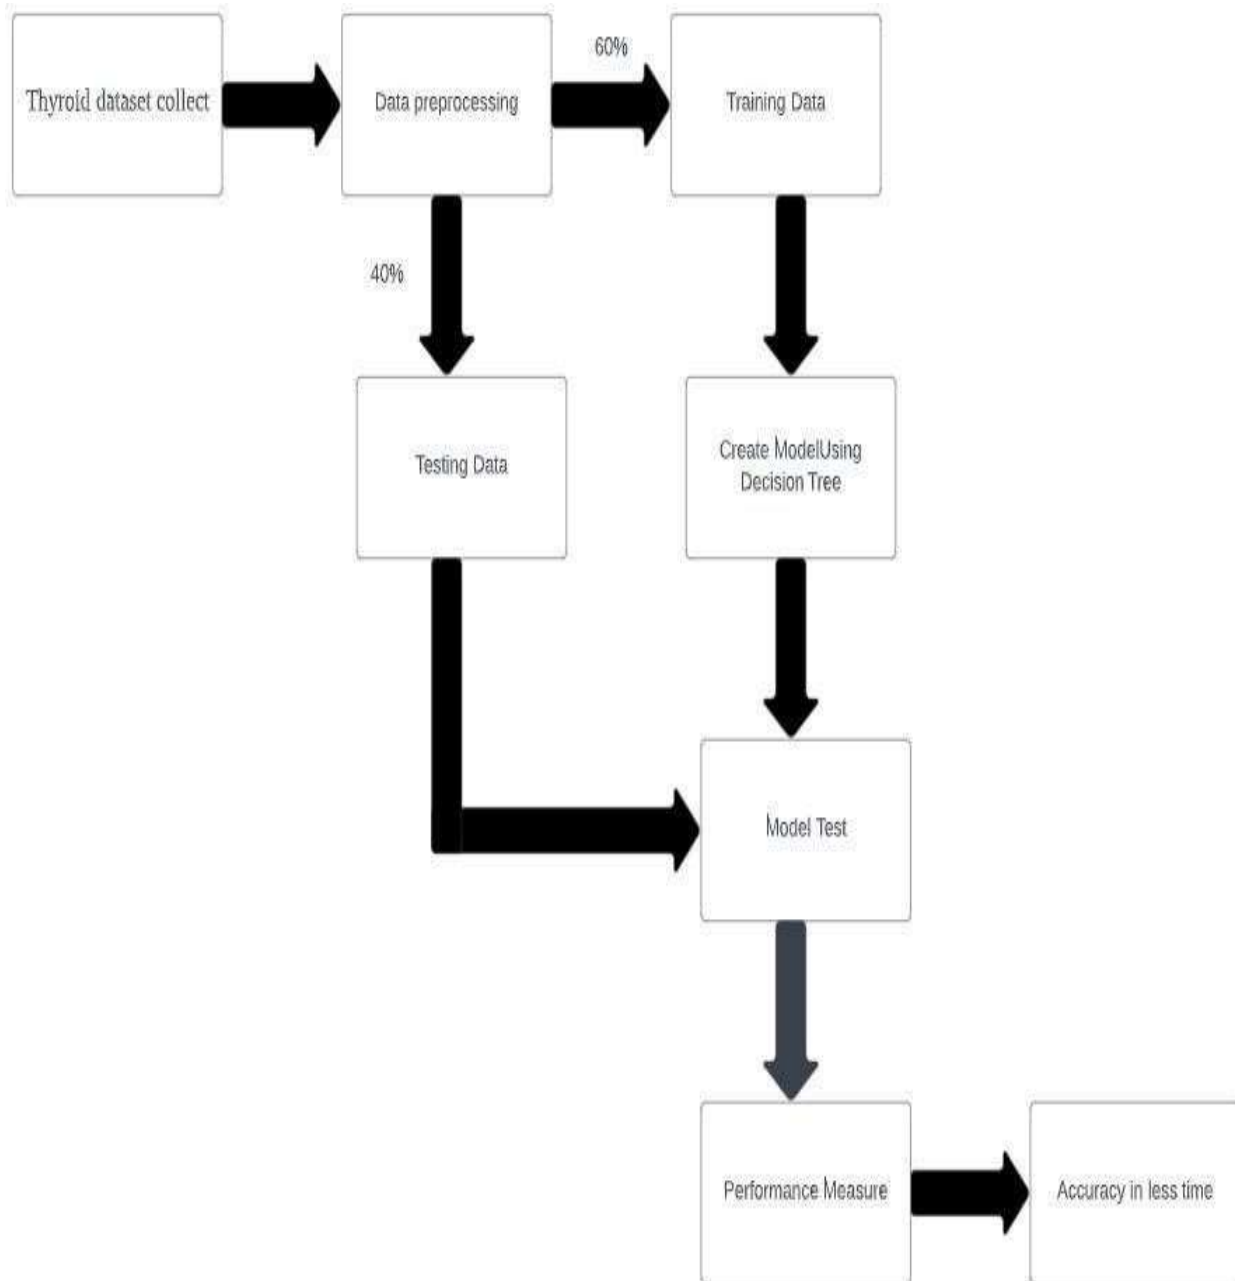 Thyroid dataset collect
Data preprocessing
60%
Training Data
40%
Testing Data
Create ModelUsing
Decision Tree
Model Test
Performance Measure
Accuracy in less time